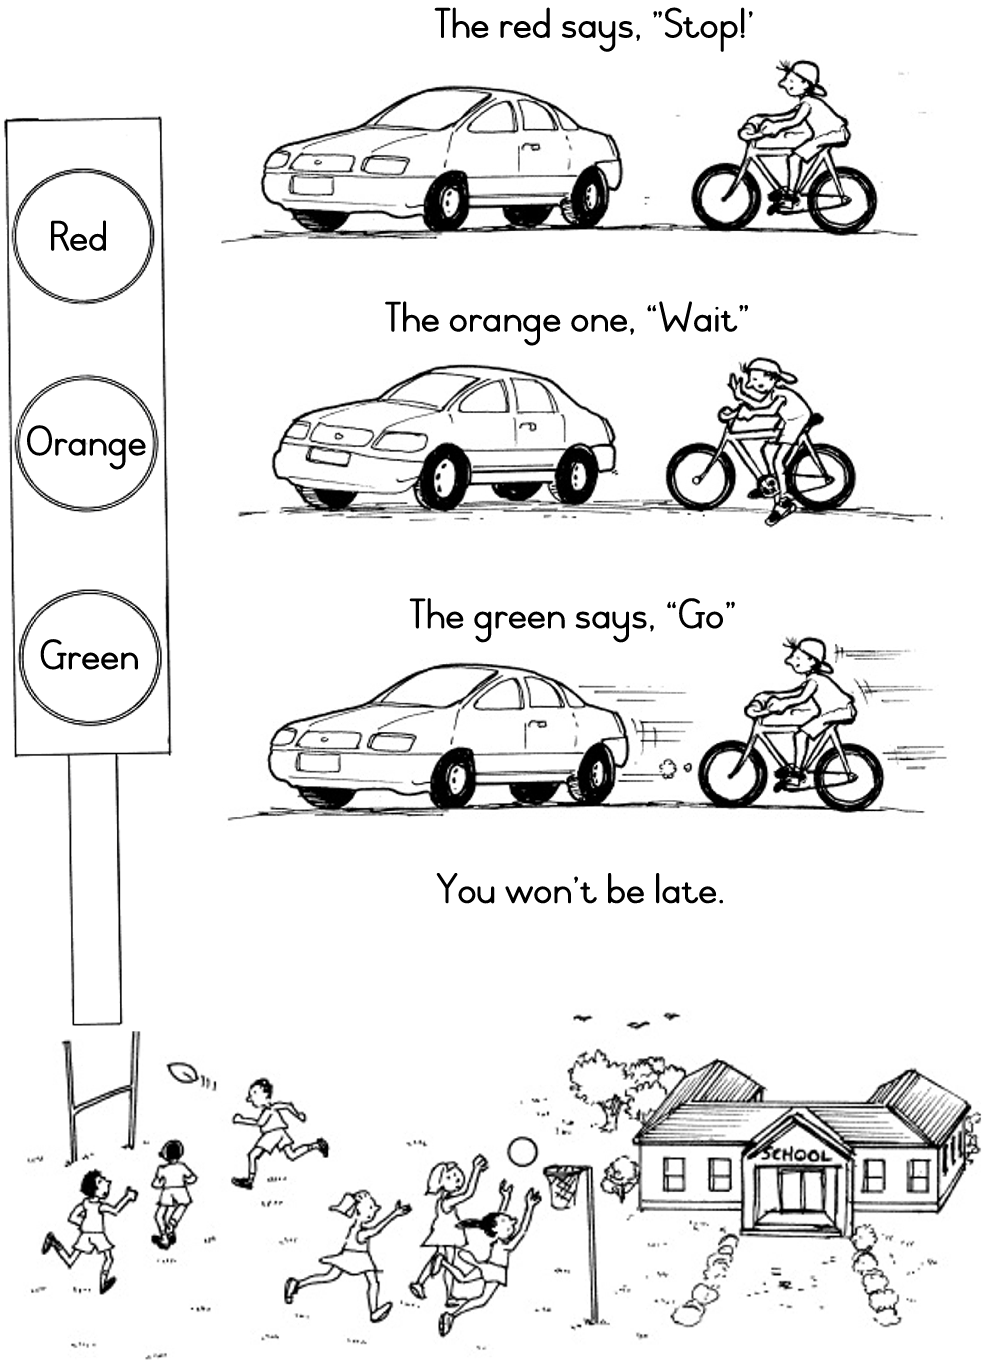 The red says, ”Stop!’
Red
The orange one, “Wait”
Orange
The green says, “Go”
Green
You won’t be late.
SCHOOL